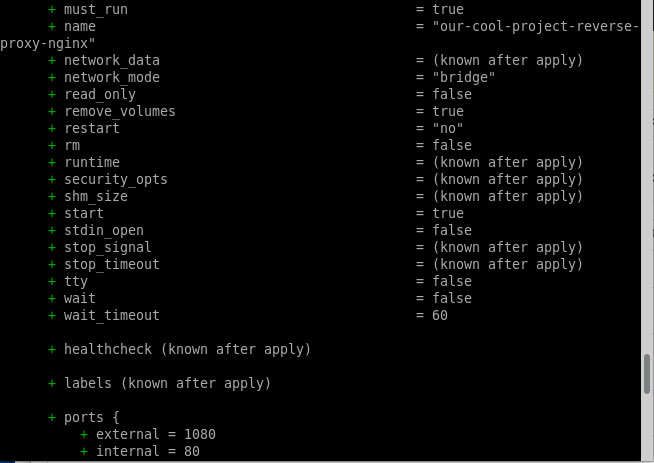 + must_run = true
+ name = "our-cool-project-reverse-
proxy-nginx"
+ network_data = (known after apply)
+ network_mode = "bridge"
+ read_only = false
+ remove_volumes = true
+ restart = "no"
+ rm = false
+ runtime = (known after apply)
+ security_opts = (known after apply)
+ shm_size = (known after apply)
+ start = true
+ stdin_open = false
+ stop_signal = (known after apply)
+ stop_timeout = (known after apply)
+ tty = false
+ wait = false
+ wait_timeout = 60
+ healthcheck (known after apply)
+ labels (known after apply)
+ ports {
+ external = 1080
+ internal = 80